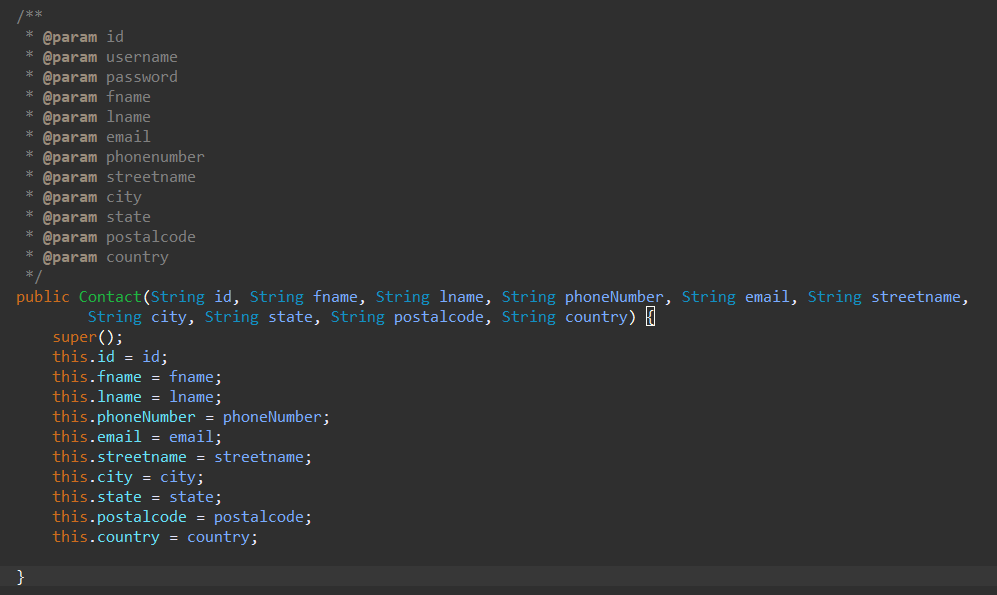 /**
 * @param id
 * @param username
 * @param password
 * @param fname
 * @param lname
 * @param email
 * @param phonenumber
 * @param streetname
 * @param city
 * @param state
 * @param postalcode
 * @param country
 */
public Contact(String id, String fname, String lname, String phoneNumber, String email, String streetname,
        String city, String state, String postalcode, String country) {
    super();
    this.id = id;
    this.fname = fname;
    this.lname = lname;
    this.phoneNumber = phoneNumber;
    this.email = email;
    this.streetname = streetname;
    this.city = city;
    this.state = state;
    this.postalcode = postalcode;
    this.country = country;
}